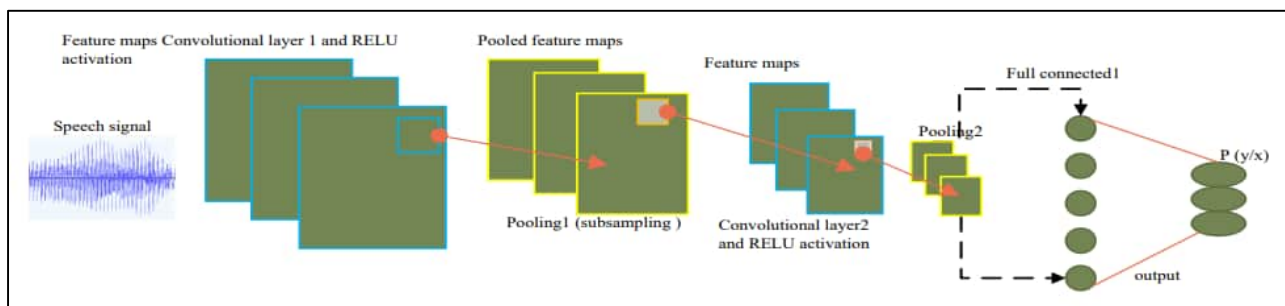 Feature maps Convolutional layer 1 and RELU
activation
Speech signal
Pooled feature maps
Pooling1 (subsampling )
Feature maps
Convolutional layer2
and RELU activation
Pooling2
Full connected1
P (y/x)
output